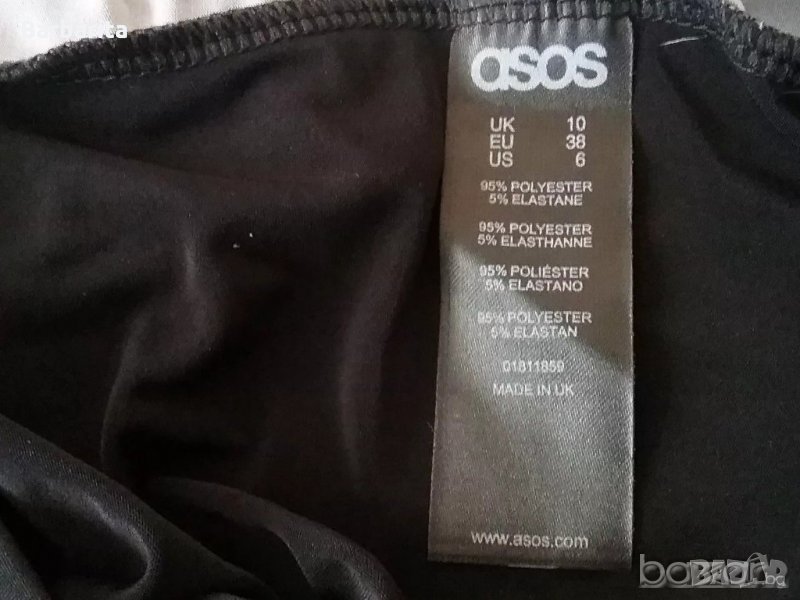 asos
UK 10
EU 38
US 6
95% POLYESTER
5% ELASTANE
95% POLYESTER
5% ELASTHANNE
95% POLIÉSTER
5% ELASTANO
95% POLYESTER
5% ELASTAN
01811859
MADE IN UK
www.asos.com